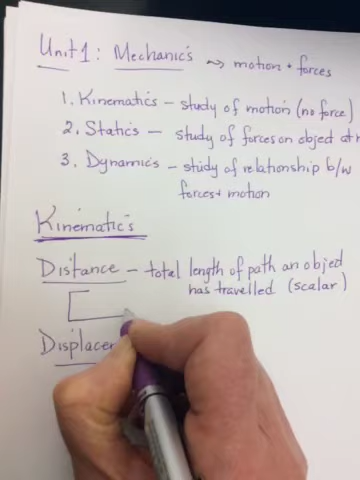 Unit 1: Mechanics ⇝ motion + forces
1. Kinematics - study of motion (no force)
2. Statics - study of forces on object at
3. Dynamics - study of relationship b/w
forces + motion
Kinematics
Distance - total length of path an object
has travelled (scalar)